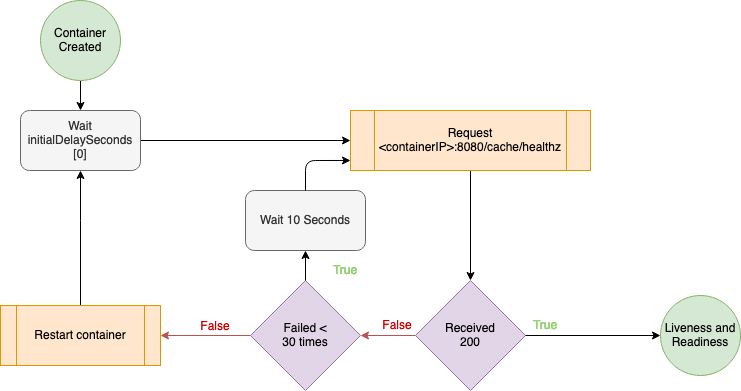 Container
Created
Wait
initialDelaySeconds
[0]
Request
<containerIP>:8080/cache/healthz
Wait 10 Seconds
True
False
False
True
Restart container
Failed <
30 times
Received
200
Liveness and
Readiness